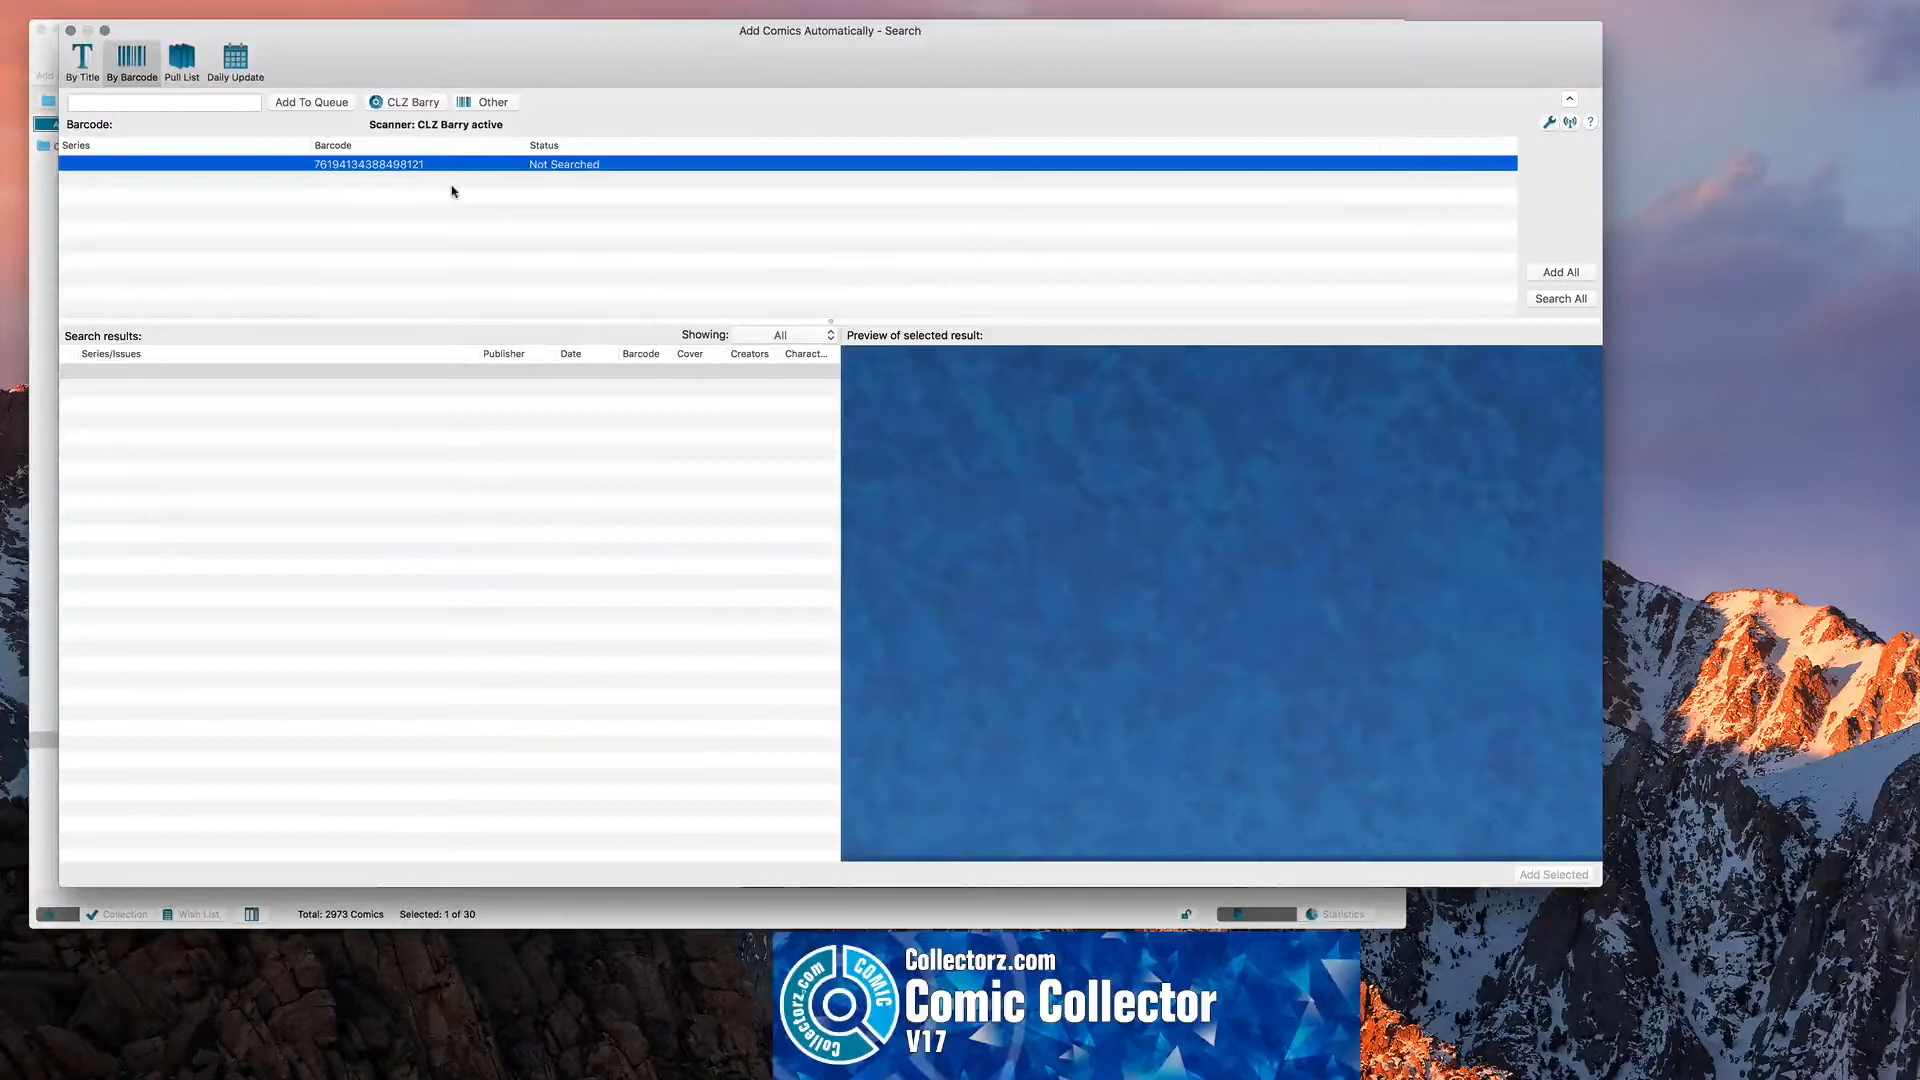 Add Comics Automatically - Search
By Title
By Barcode
Pull List
Daily Update
Add To Queue
CLZ Barry
Other
Barcode:
Scanner: CLZ Barry active
Series
Barcode
Status
76194134388498121
Not Searched
Add All
Search All
Search results:
Showing:
All
Preview of selected result:
Series/Issues
Publisher
Date
Barcode
Cover
Creators
Charact...
Add Selected
Collection
Wish List
Total: 2973 Comics
Selected: 1 of 30
Statistics
Collectorz.com
COMIC
Collectorz.com
Comic Collector
V17